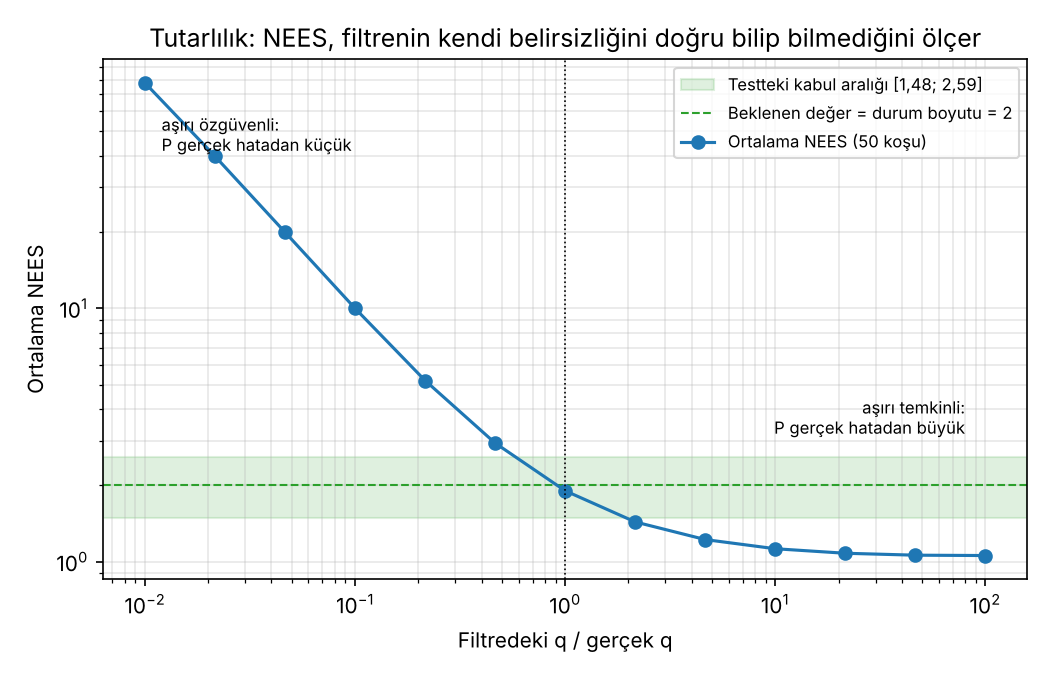 Tutarlılık: NEES, filtrenin kendi belirsizliğini doğru bilip bilmediğini ölçer
Testteki kabul aralığı [1,48; 2,59]
Beklenen değer = durum boyutu = 2
Ortalama NEES (50 koşu)
aşırı özgüvenli:
P gerçek hatadan küçük
aşırı temkinli:
P gerçek hatadan büyük
Ortalama NEES
10¹
10⁰
10⁻²
10⁻¹
10⁰
10¹
10²
Filtredeki q / gerçek q